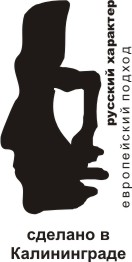 русский характер
европейский подход
сделано в
Калининграде